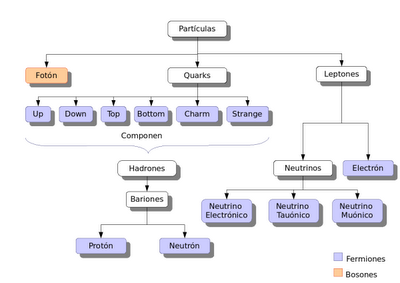 Partículas
Fotón
Quarks
Leptones
Up
Down
Top
Bottom
Charm
Strange
Componen
Hadrones
Neutrinos
Electrón
Bariones
Neutrino
Electrónico
Neutrino
Tauónico
Neutrino
Muónico
Protón
Neutrón
Fermiones
Bosones